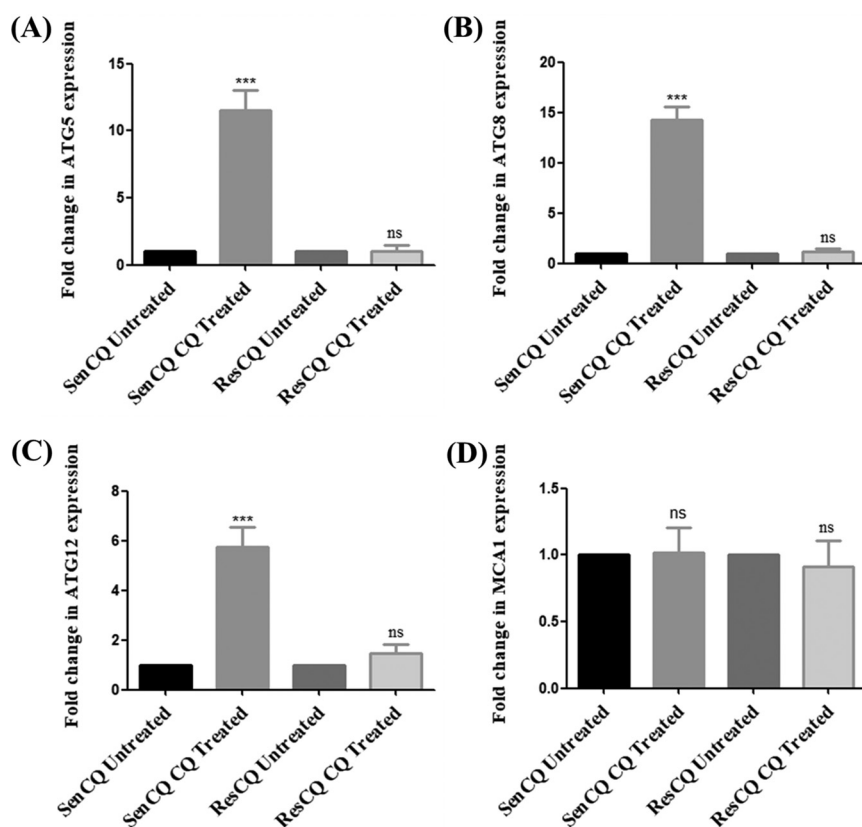 (A)
Fold change in ATG5 expression
15
10
5
0
***
ns
SenCQ Untreated
SenCQ CQ Treated
ResCQ Untreated
ResCQ CQ Treated
(B)
Fold change in ATG8 expression
20
15
10
5
0
***
ns
SenCQ Untreated
SenCQ CQ Treated
ResCQ Untreated
ResCQ CQ Treated
(C)
Fold change in ATG12 expression
8
6
4
2
0
***
ns
SenCQ Untreated
SenCQ CQ Treated
ResCQ Untreated
ResCQ CQ Treated
(D)
Fold change in MCA1 expression
1.5
1.0
0.5
0.0
ns
ns
SenCQ Untreated
SenCQ CQ Treated
ResCQ Untreated
ResCQ CQ Treated